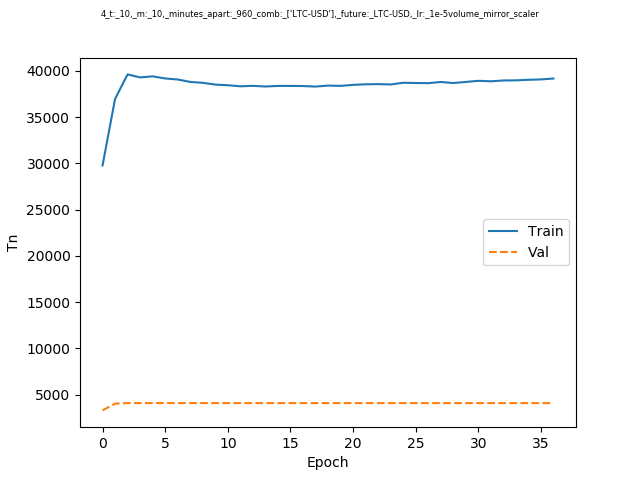 4_t:_10,_m:_10,_minutes_apart:_960_comb:_['LTC-USD'],_future:_LTC-USD,_lr:_1e-5volume_mirror_scaler
40000
35000
30000
25000
20000
15000
10000
5000
Tn
Train
Val
0 5 10 15 20 25 30 35
Epoch